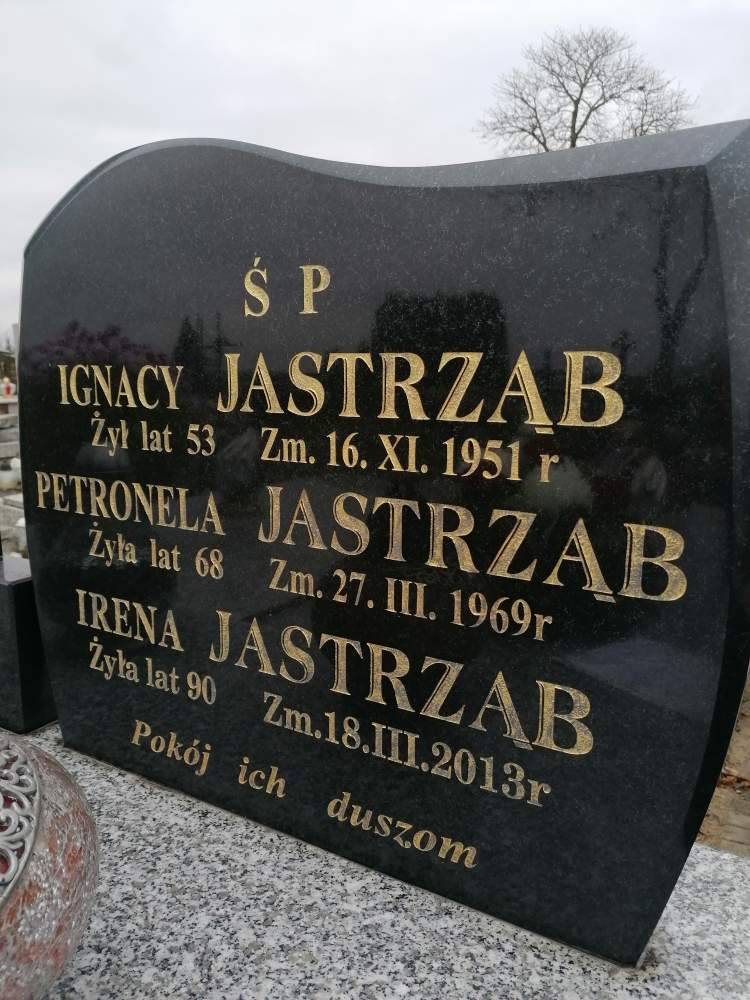 Ś P
IGNACY JASTRZĄB
Żył lat 53 Zm. 16. XI. 1951 r
PETRONELA JASTRZĄB
Żyła lat 68 Zm. 27. III. 1969r
IRENA JASTRZĄB
Żyła lat 90 Zm.18.III.2013r
Pokój ich duszom